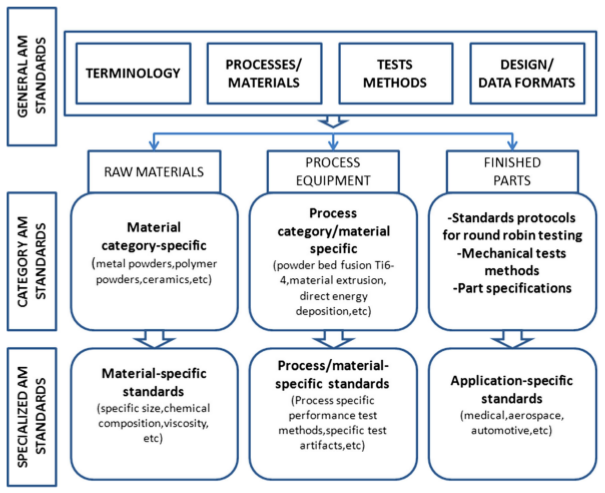 GENERAL AM
STANDARDS
TERMINOLOGY
PROCESSES/
MATERIALS
TESTS
METHODS
DESIGN/
DATA FORMATS
RAW MATERIALS
PROCESS
EQUIPMENT
FINISHED
PARTS
CATEGORY AM
STANDARDS
Material
category-specific
(metal powders,polymer
powders,ceramics,etc)
Process
category/material
specific
(powder bed fusion Ti6-
4,material extrusion,
direct energy
deposition,etc)
-Standards protocols
for round robin testing
-Mechanical tests
methods
-Part specifications
SPECIALIZED AM
STANDARDS
Material-specific
standards
(specific size,chemical
composition,viscosity,
etc)
Process/material-
specific standards
(Process specific
performance test
methods,specific test
artifacts,etc)
Application-specific
standards
(medical,aerospace,
automotive,etc)